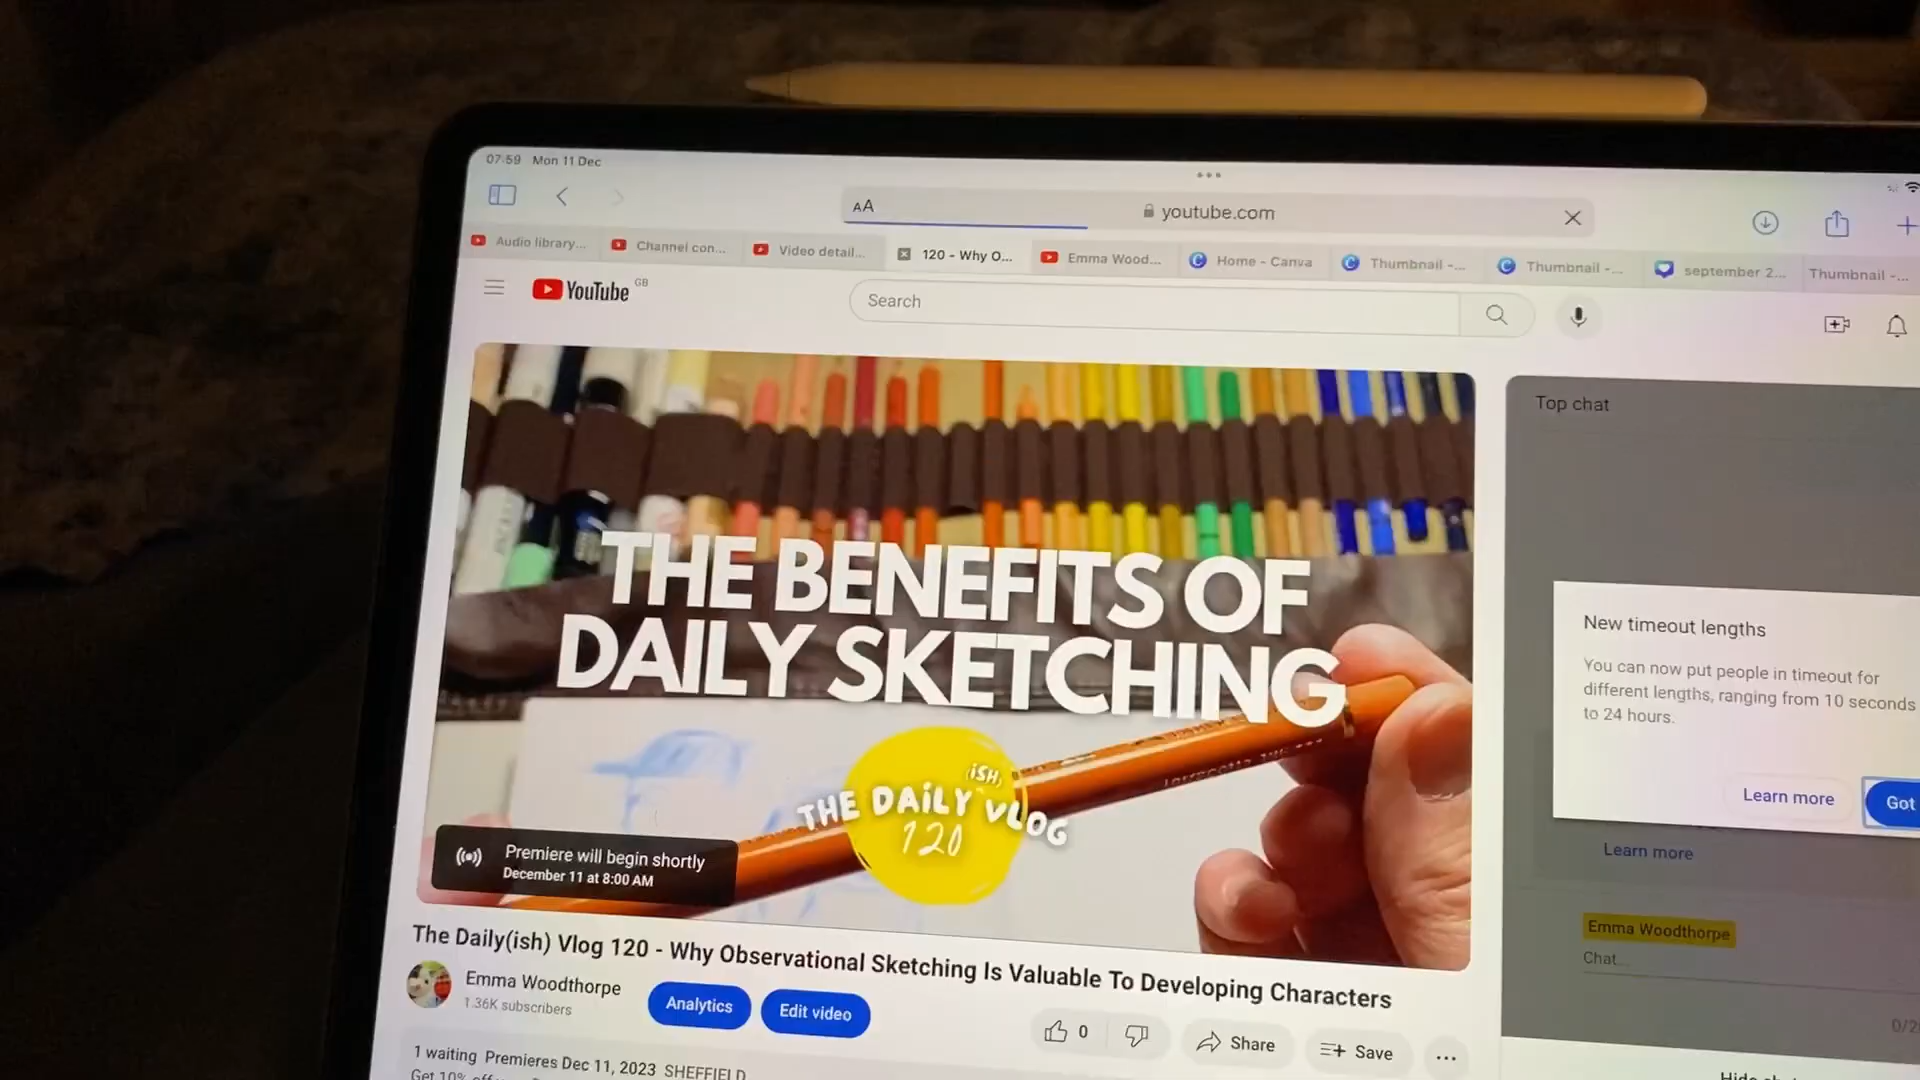 07:59 Mon 11 Dec
AA
youtube.com
Audio library...
Channel con...
Video detail...
120 - Why O...
Emma Wood...
Home - Canva
Thumbnail -...
Thumbnail -...
september 2...
Thumbnail -...
YouTube GB
Search
Top chat
THE BENEFITS OF
DAILY SKETCHING
(iSH)
THE DAiLY VLOG
120
Premiere will begin shortly
December 11 at 8:00 AM
New timeout lengths
You can now put people in timeout for
different lengths, ranging from 10 seconds
to 24 hours.
Learn more
Got
Learn more
Emma Woodthorpe
Chat...
The Daily(ish) Vlog 120 - Why Observational Sketching Is Valuable To Developing Characters
Emma Woodthorpe
1.36K subscribers
Analytics
Edit video
0
Share
Save
1 waiting Premieres Dec 11, 2023 SHEFFIELD
Get 10% off